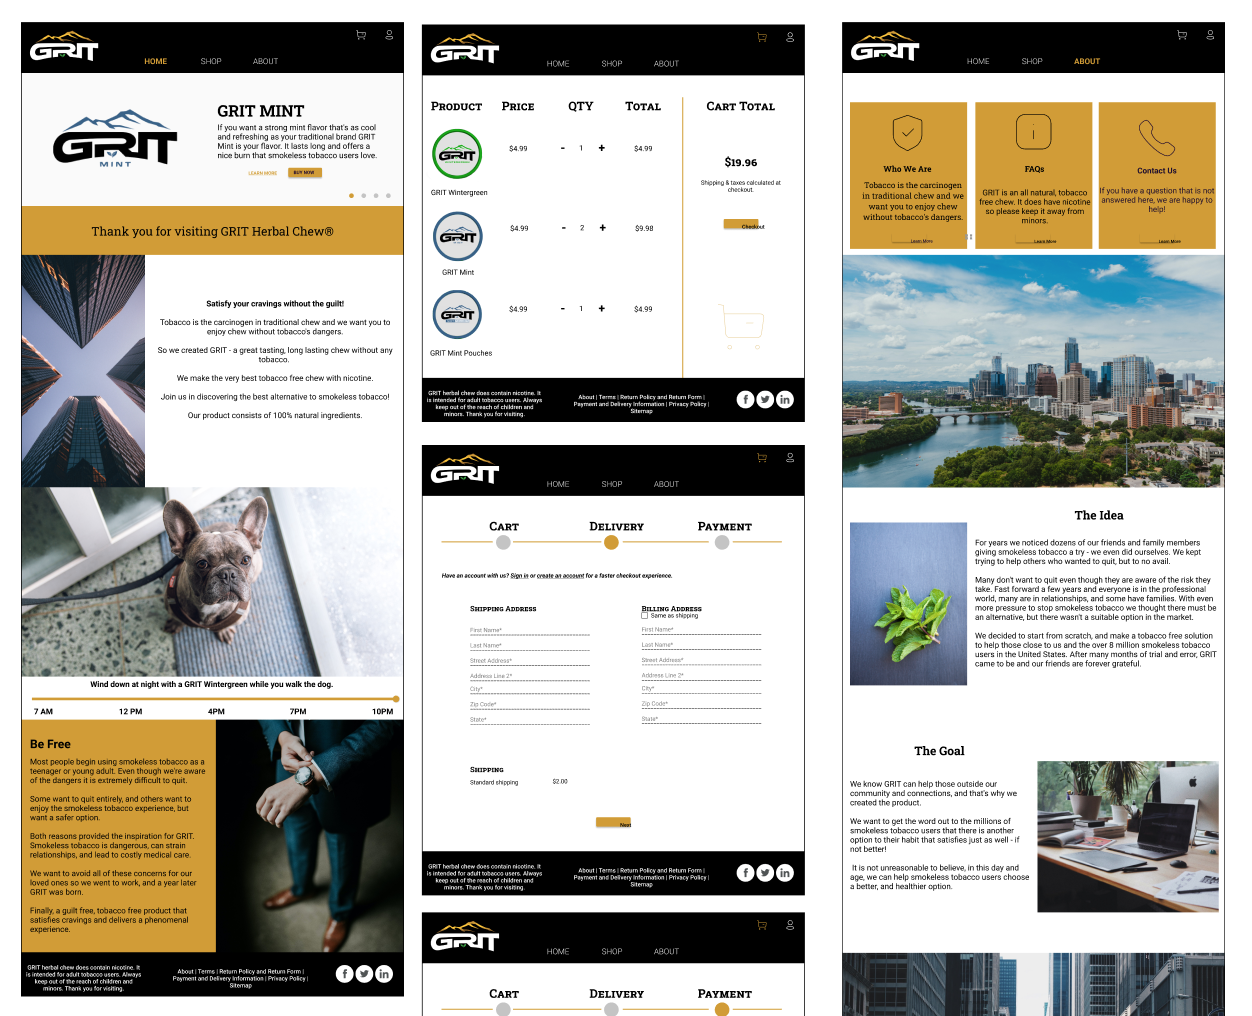 GRIT
HOME SHOP ABOUT
GRIT
MINT
GRIT MINT
If you want a strong mint flavor that's as cool
and refreshing as your traditional brand GRIT
Mint is your flavor. It lasts long and offers a
nice burn that smokeless tobacco users love.
LEARN MORE BUY NOW
Thank you for visiting GRIT Herbal Chew®
Satisfy your cravings without the guilt!
Tobacco is the carcinogen in traditional chew and we want you to
enjoy chew without tobacco's dangers.
So we created GRIT - a great tasting, long lasting chew without any
tobacco.
We make the very best tobacco free chew with nicotine.
Join us in discovering the best alternative to smokeless tobacco!
Our product consists of 100% natural ingredients.
Wind down at night with a GRIT Wintergreen while you walk the dog.
7 AM 12 PM 4PM 7PM 10PM
Be Free
Most people begin using smokeless tobacco as a
teenager or young adult. Even though we're aware
of the dangers it is extremely difficult to quit.
Some want to quit entirely, and others want to
enjoy the smokeless tobacco experience, but
want a safer option.
Both reasons provided the inspiration for GRIT.
Smokeless tobacco is dangerous, can strain
relationships, and lead to costly medical care.
We want to avoid all of these concerns for our
loved ones so we went to work, and a year later
GRIT was born.
Finally, a guilt free, tobacco free product that
satisfies cravings and delivers a phenomenal
experience.
GRIT herbal chew does contain nicotine. It
is intended for adult tobacco users. Always
keep out of the reach of children and
minors. Thank you for visiting.
About | Terms | Return Policy and Return Form |
Payment and Delivery Information | Privacy Policy |
Sitemap
GRIT
HOME SHOP ABOUT
PRODUCT PRICE QTY TOTAL CART TOTAL
GRIT
$4.99 - 1 + $4.99
GRIT Wintergreen
$19.96
Shipping & taxes calculated at
checkout.
Checkout
GRIT
$4.99 - 2 + $9.98
GRIT Mint
GRIT
$4.99 - 1 + $4.99
GRIT Mint Pouches
GRIT herbal chew does contain nicotine. It
is intended for adult tobacco users. Always
keep out of the reach of children and
minors. Thank you for visiting.
About | Terms | Return Policy and Return Form |
Payment and Delivery Information | Privacy Policy |
Sitemap
GRIT
HOME SHOP ABOUT
CART DELIVERY PAYMENT
Have an account with us? Sign in or create an account for a faster checkout experience.
SHIPPING ADDRESS
First Name*
Last Name*
Street Address*
Address Line 2*
City*
Zip Code*
State*
BILLING ADDRESS
Same as shipping
First Name*
Last Name*
Street Address*
Address Line 2*
City*
Zip Code*
State*
SHIPPING
Standard shipping $2.00
Next
GRIT herbal chew does contain nicotine. It
is intended for adult tobacco users. Always
keep out of the reach of children and
minors. Thank you for visiting.
About | Terms | Return Policy and Return Form |
Payment and Delivery Information | Privacy Policy |
Sitemap
GRIT
HOME SHOP ABOUT
CART DELIVERY PAYMENT
GRIT
HOME SHOP ABOUT
Who We Are
Tobacco is the carcinogen
in traditional chew and we
want you to enjoy chew
without tobacco's dangers.
Learn More
FAQs
GRIT is an all natural, tobacco
free chew. It does have nicotine
so please keep it away from
minors.
Learn More
Contact Us
If you have a question that is not
answered here, we are happy to
help!
Learn More
The Idea
For years we noticed dozens of our friends and family members
giving smokeless tobacco a try - we even did ourselves. We kept
trying to help others who wanted to quit, but to no avail.
Many don't want to quit even though they are aware of the risk they
take. Fast forward a few years and everyone is in the professional
world, many are in relationships, and some have families. With even
more pressure to stop smokeless tobacco we thought there must be
an alternative, but there wasn't a suitable option in the market.
We decided to start from scratch, and make a tobacco free solution
to help those close to us and the over 8 million smokeless tobacco
users in the United States. After many months of trial and error, GRIT
came to be and our friends are forever grateful.
The Goal
We know GRIT can help those outside our
community and connections, and that's why we
created the product.
We want to get the word out to the millions of
smokeless tobacco users that there is another
option to their habit that satisfies just as well - if
not better!
It is not unreasonable to believe, in this day and
age, we can help smokeless tobacco users choose
a better, and healthier option.